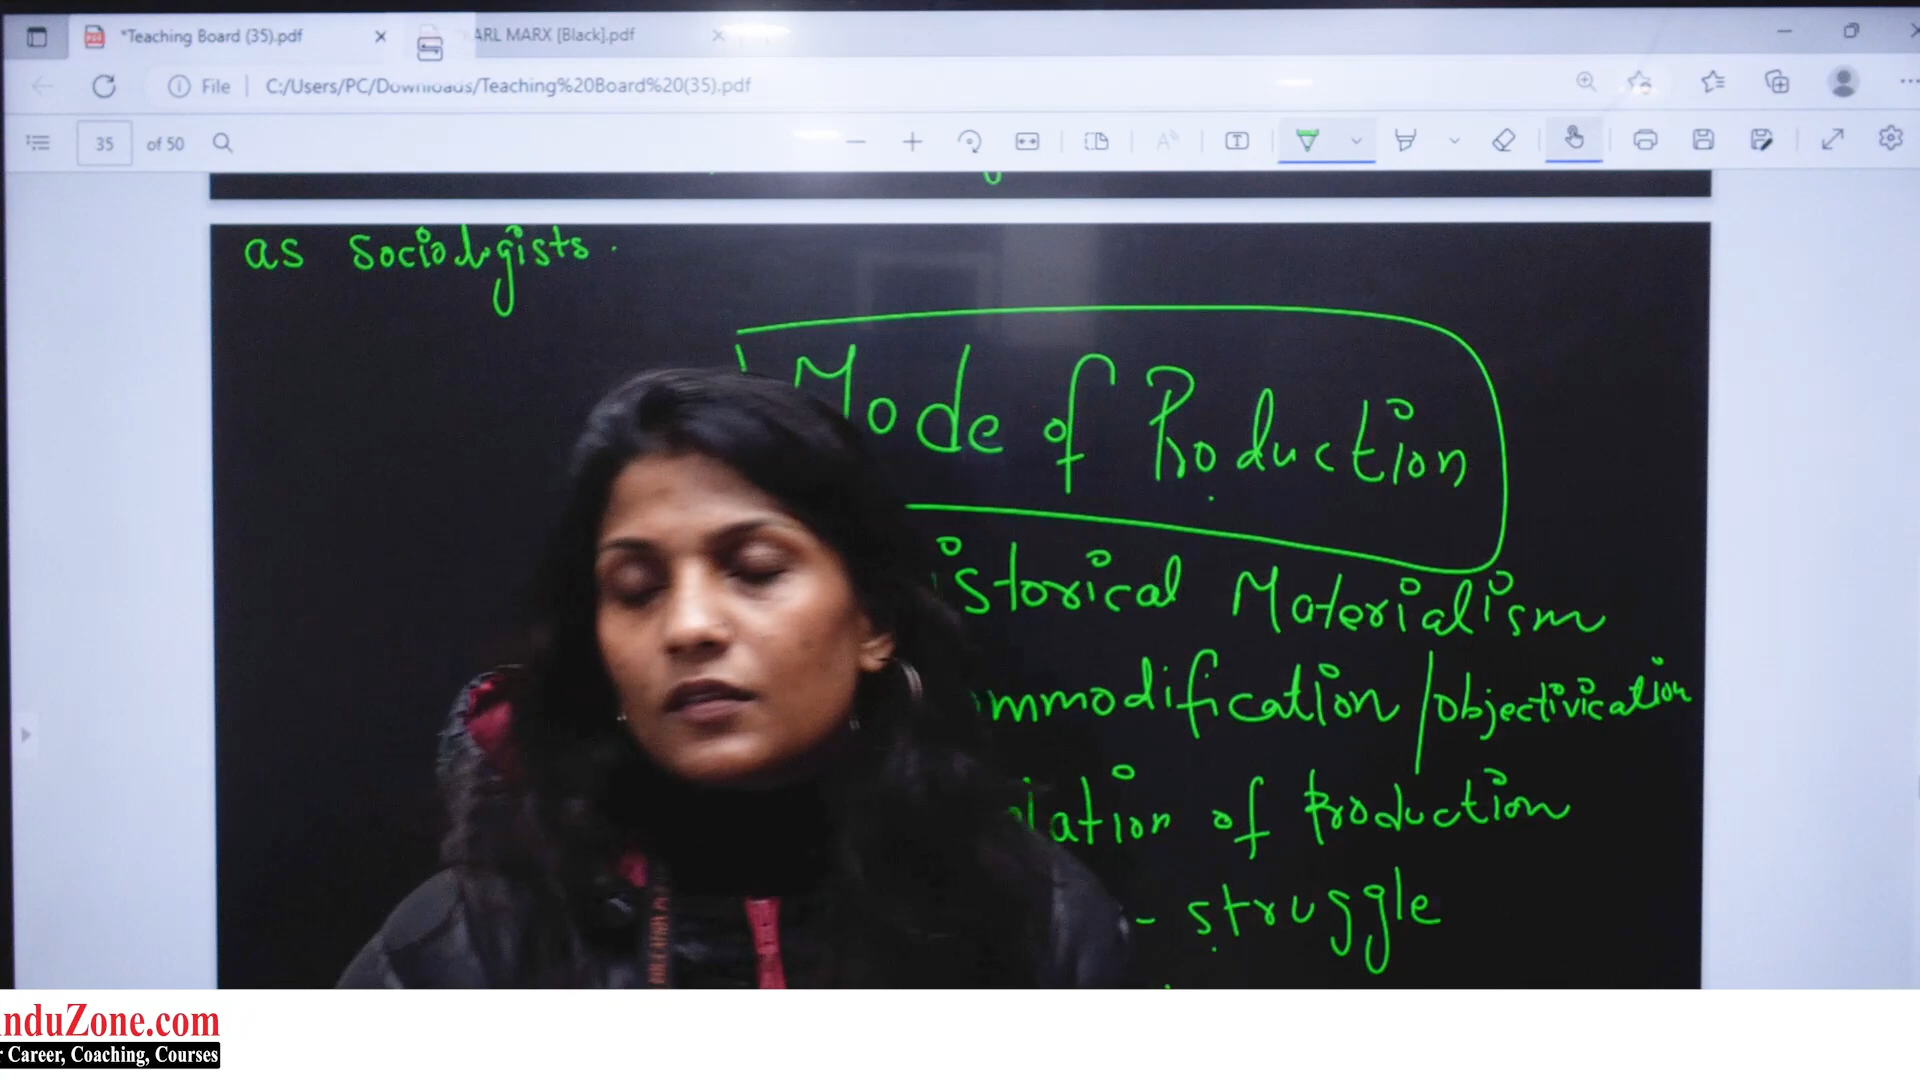 *Teaching Board (35).pdf
ARL MARX [Black].pdf
File
C:/Users/PC/Downloads/Teaching%20Board%20(35).pdf
35 of 50
as Sociologists.
Mode of Production
istorical Materialism
mmodification/objectivication
lation of Production
- struggle
nduZone.com
r Career, Coaching, Courses